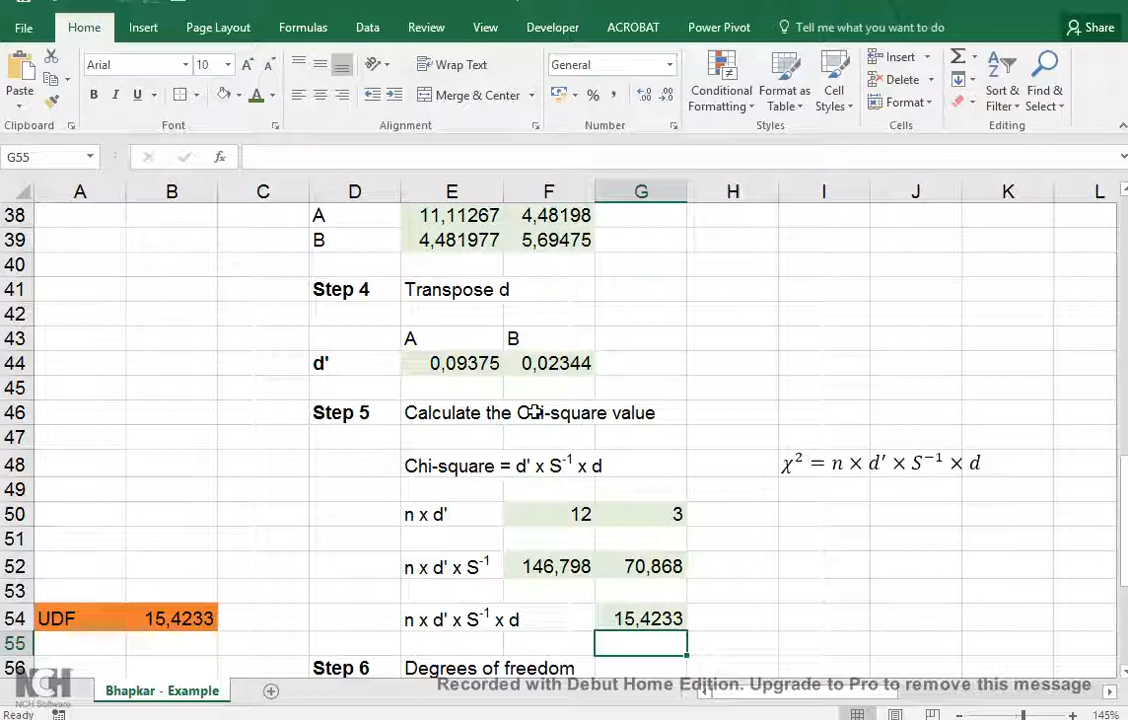 File Home Insert Page Layout Formulas Data Review View Developer ACROBAT Power Pivot Tell me what you want to do Share
Paste Arial 10 Wrap Text General Conditional Format as Cell Insert Sort & Find &
B I U Merge & Center % Formatting Table Styles Delete Filter Select
Format
Clipboard Font Alignment Number Styles Cells Editing
G55 fx
A B C D E F G H I J K L
38 A 11,11267 4,48198
39 B 4,481977 5,69475
40
41 Step 4 Transpose d
42
43 A B
44 d' 0,09375 0,02344
45
46 Step 5 Calculate the Chi-square value
47
48 Chi-square = d' x S⁻¹ x d χ² = n × d′ × S⁻¹ × d
49
50 n x d' 12 3
51
52 n x d' x S⁻¹ 146,798 70,868
53
54 UDF 15,4233 n x d' x S⁻¹ x d 15,4233
55
56 Step 6 Degrees of freedom
NCH
NCH Software
Bhapkar - Example
Recorded with Debut Home Edition. Upgrade to Pro to remove this message
Ready 145%